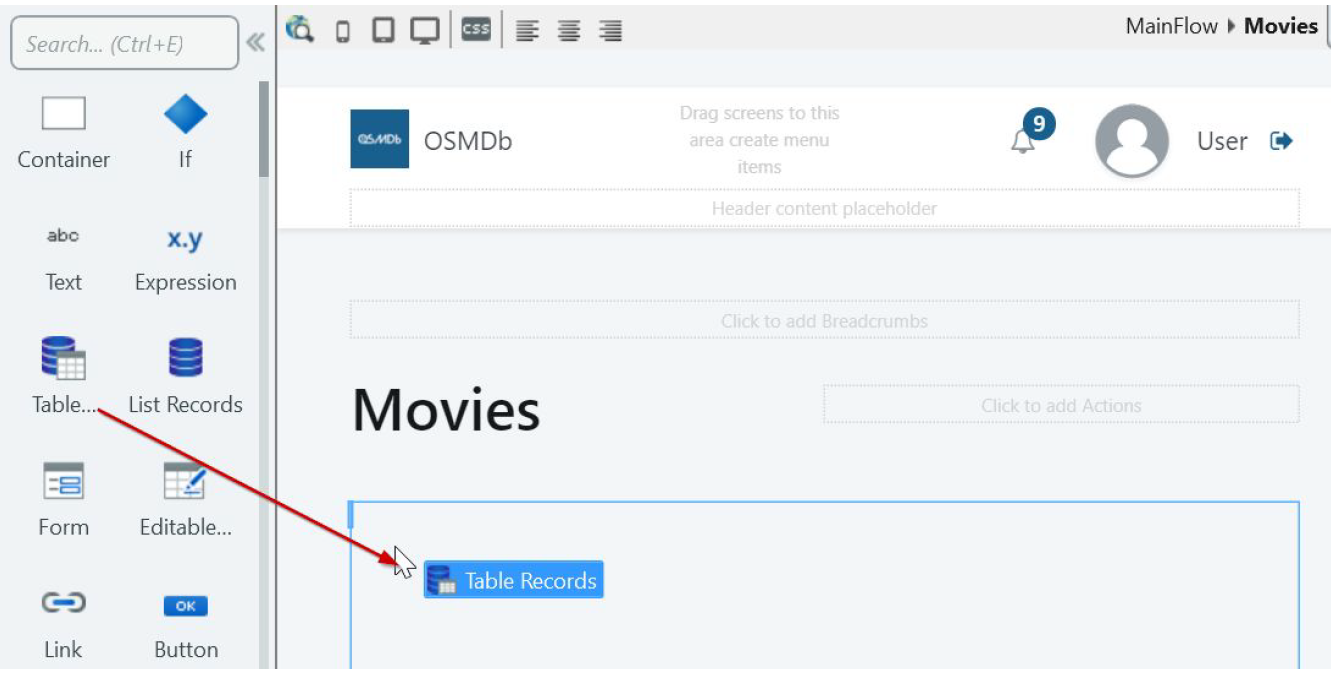 Search... (Ctrl+E)
css
MainFlow Movies
Container
If
OSMDb
OSMDb
Drag screens to this
area create menu
items
9
User
Header content placeholder
abc
x.y
Text
Expression
Click to add Breadcrumbs
Table...
List Records
Movies
Click to add Actions
Form
Editable...
Table Records
OK
Link
Button